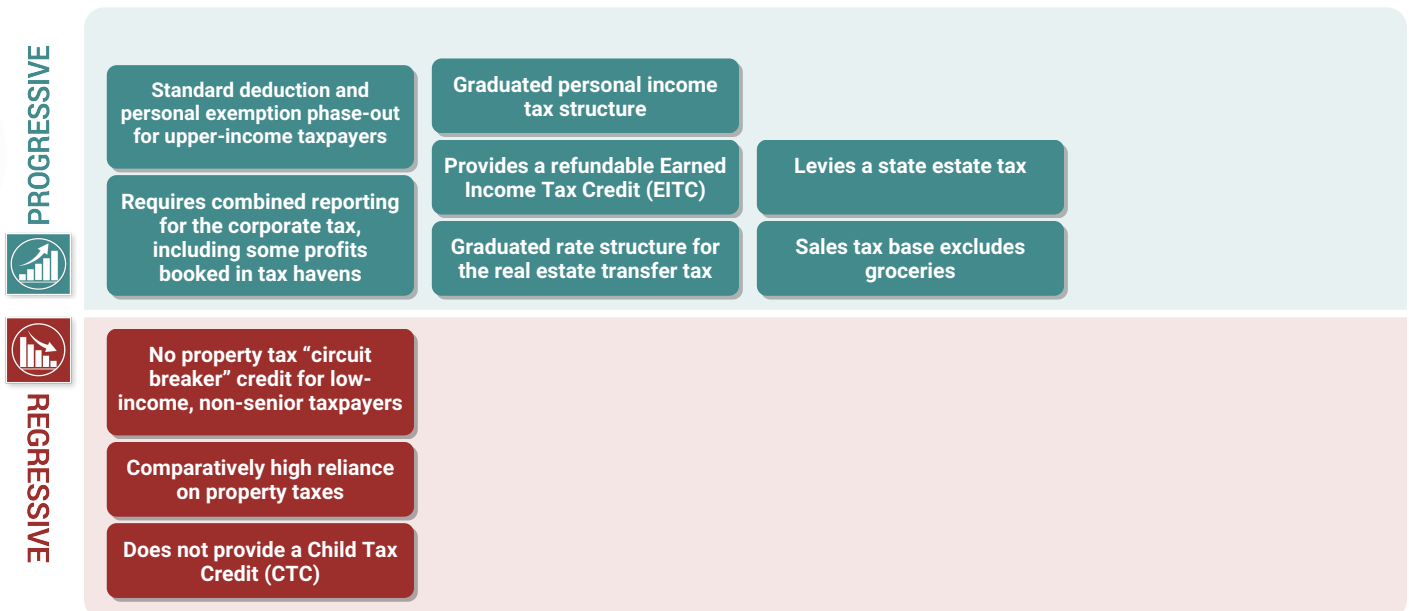 PROGRESSIVE
Standard deduction and
personal exemption phase-out
for upper-income taxpayers
Requires combined reporting
for the corporate tax,
including some profits
booked in tax havens
Graduated personal income
tax structure
Provides a refundable Earned
Income Tax Credit (EITC)
Graduated rate structure for
the real estate transfer tax
Levies a state estate tax
Sales tax base excludes
groceries
REGRESSIVE
No property tax “circuit
breaker” credit for low-
income, non-senior taxpayers
Comparatively high reliance
on property taxes
Does not provide a Child Tax
Credit (CTC)